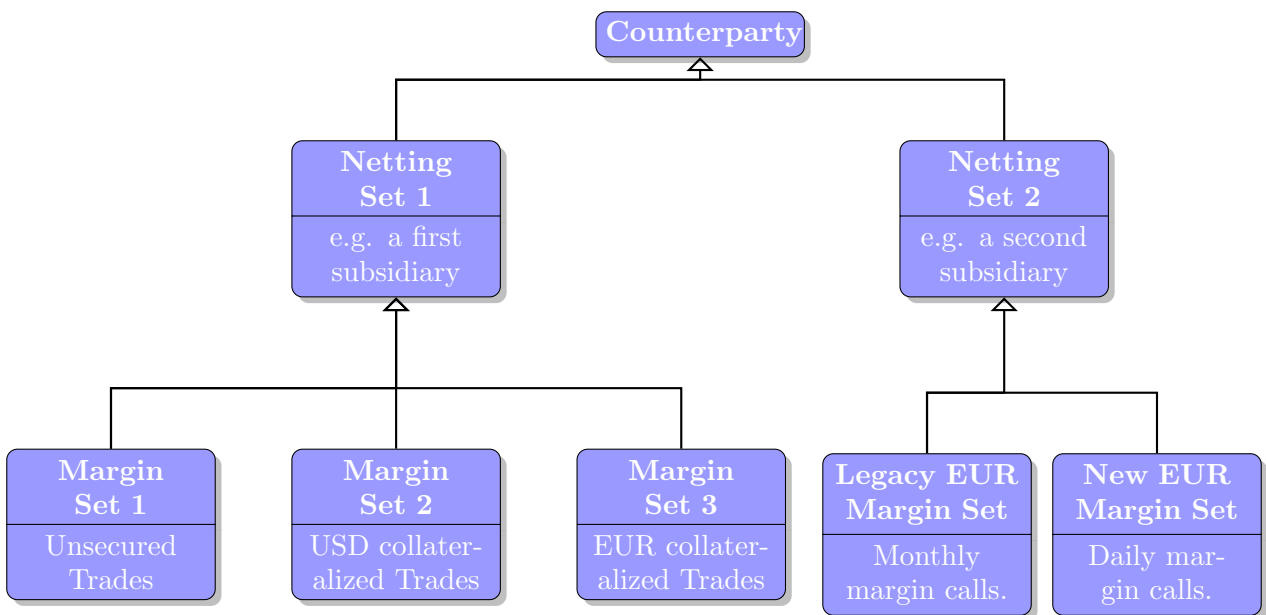 Counterparty
Netting
Set 1
e.g. a first
subsidiary
Netting
Set 2
e.g. a second
subsidiary
Margin
Set 1
Unsecured
Trades
Margin
Set 2
USD collater-
alized Trades
Margin
Set 3
EUR collater-
alized Trades
Legacy EUR
Margin Set
Monthly
margin calls.
New EUR
Margin Set
Daily mar-
gin calls.